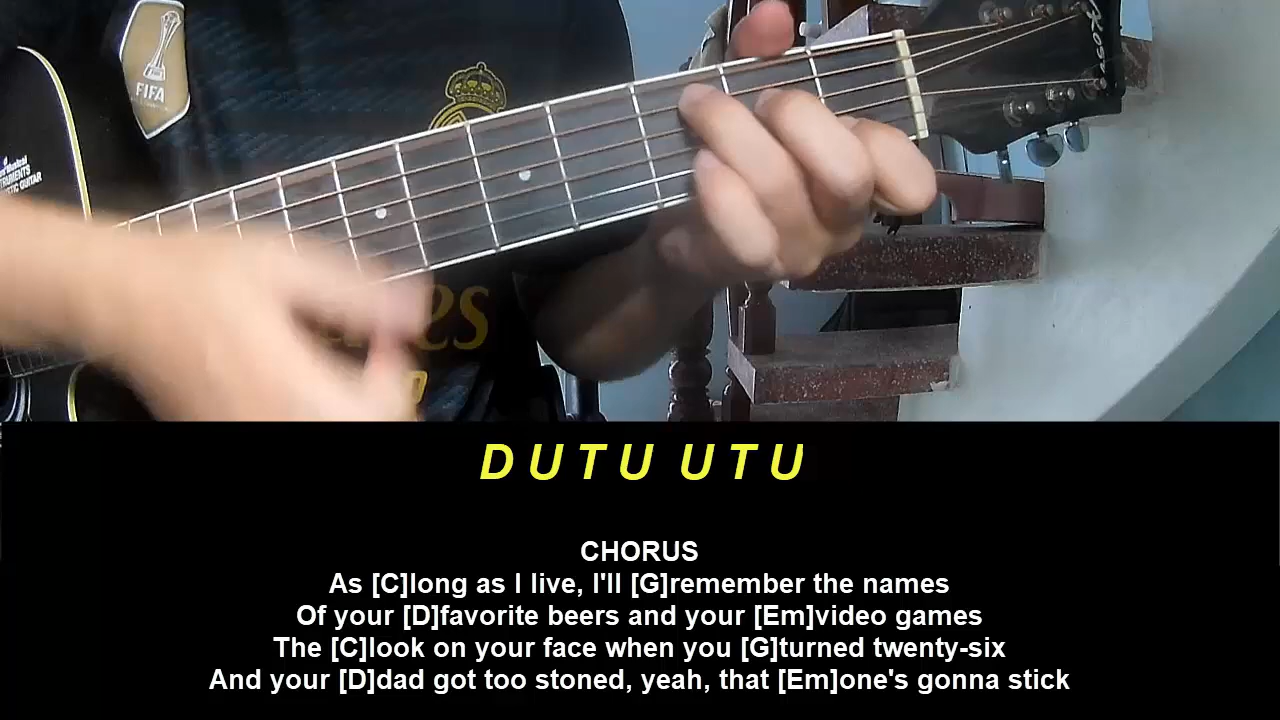 FIFA
D U T U U T U
CHORUS
As [C]long as I live, I'll [G]remember the names
Of your [D]favorite beers and your [Em]video games
The [C]look on your face when you [G]turned twenty-six
And your [D]dad got too stoned, yeah, that [Em]one's gonna stick